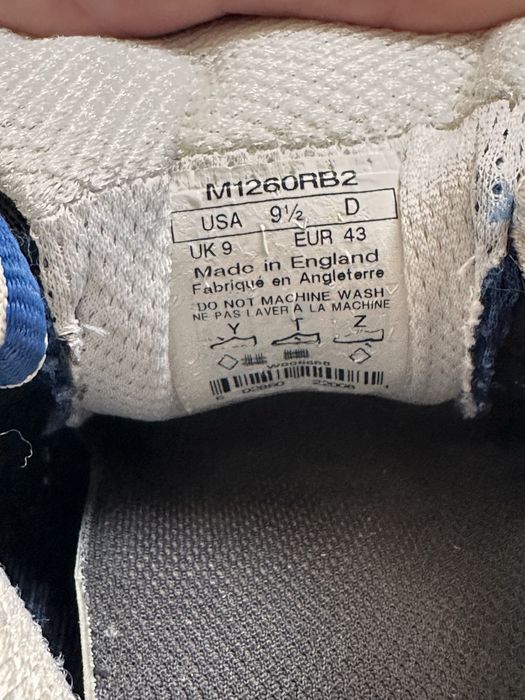 M1260RB2
USA 9½ D
UK 9 EUR 43
Made in England
Fabriqué en Angleterre
DO NOT MACHINE WASH
NE PAS LAVER A LA MACHINE
Y T Z